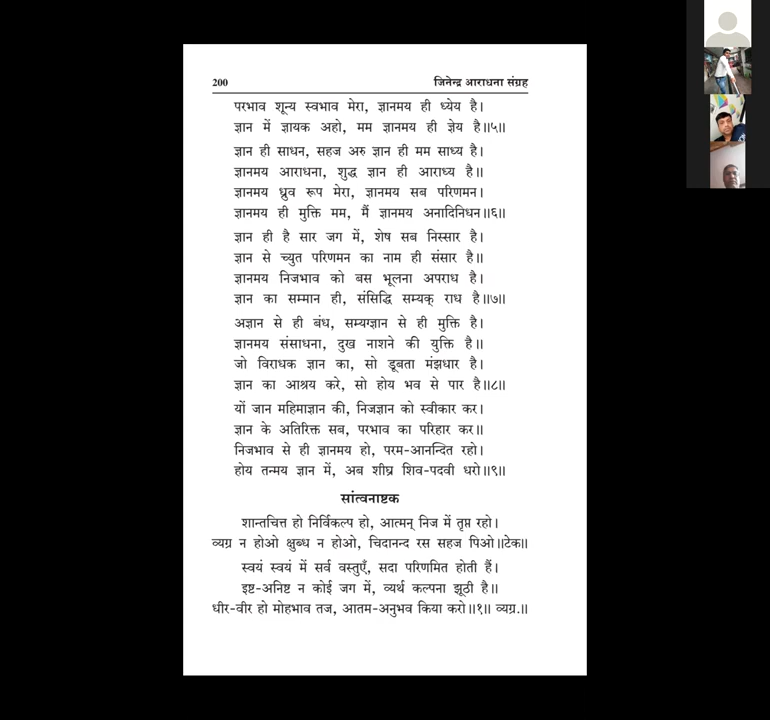 200 जिनेन्द्र आराधना संग्रह
परभाव शून्य स्वभाव मेरा, ज्ञानमय ही ध्येय है।
ज्ञान में ज्ञायक अहो, मम ज्ञानमय ही ज्ञेय है॥५॥
ज्ञान ही साधन, सहज अरु ज्ञान ही मम साध्य है।
ज्ञानमय आराधना, शुद्ध ज्ञान ही आराध्य है॥
ज्ञानमय ध्रुव रूप मेरा, ज्ञानमय सब परिणमन।
ज्ञानमय ही मुक्ति मम, मैं ज्ञानमय अनादिनिधन॥६॥
ज्ञान ही है सार जग में, शेष सब निस्सार है।
ज्ञान से च्युत परिणमन का नाम ही संसार है॥
ज्ञानमय निजभाव को बस भूलना अपराध है।
ज्ञान का सम्मान ही, संसिद्धि सम्यक् राध है॥७॥
अज्ञान से ही बंध, सम्यग्ज्ञान से ही मुक्ति है।
ज्ञानमय संसाधना, दुख नाशने की युक्ति है॥
जो विराधक ज्ञान का, सो डूबता मंझधार है।
ज्ञान का आश्रय करे, सो होय भव से पार है॥८॥
यों जान महिमाज्ञान की, निजज्ञान को स्वीकार कर।
ज्ञान के अतिरिक्त सब, परभाव का परिहार कर॥
निजभाव से ही ज्ञानमय हो, परम-आनन्दित रहो।
होय तन्मय ज्ञान में, अब शीघ्र शिव-पदवी धरो॥९॥
सांत्वनाष्टक
शान्तचित्त हो निर्विकल्प हो, आत्मन् निज में तृप्त रहो।
व्यग्र न होओ क्षुब्ध न होओ, चिदानन्द रस सहज पिओ॥टेक॥
स्वयं स्वयं में सर्व वस्तुएँ, सदा परिणमित होती हैं।
इष्ट-अनिष्ट न कोई जग में, व्यर्थ कल्पना झूठी है॥
धीर-वीर हो मोहभाव तज, आतम-अनुभव किया करो॥१॥ व्यग्र.॥